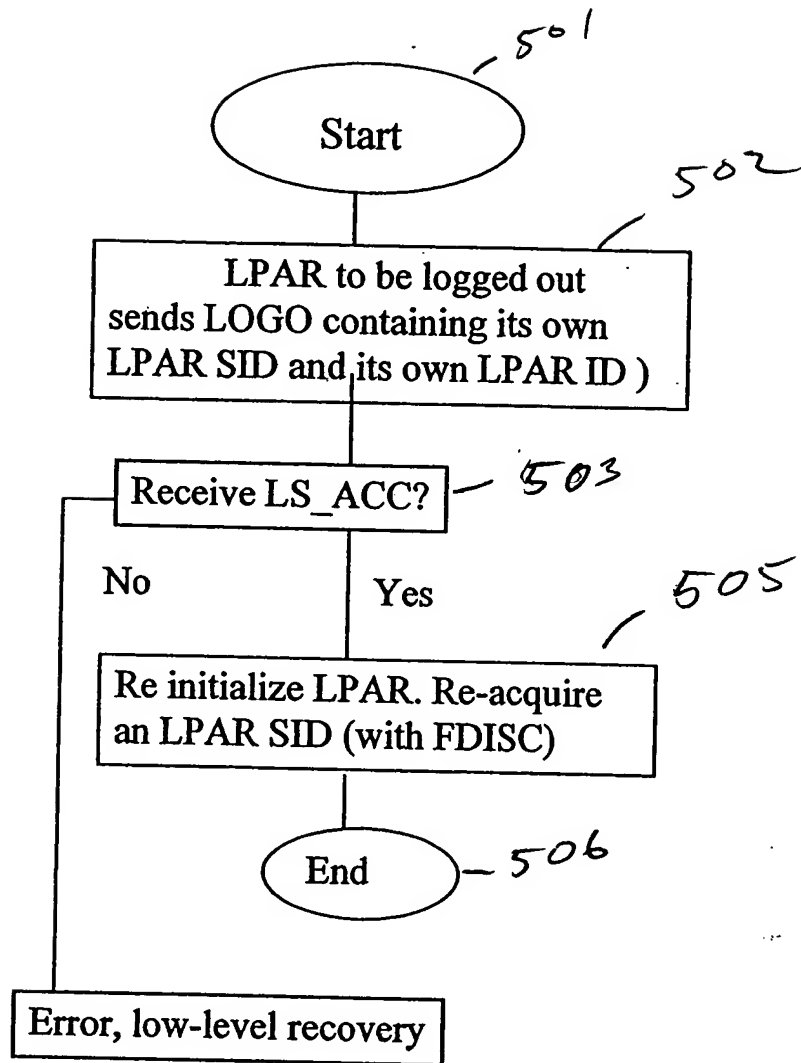 501
Start
502
LPAR to be logged out
sends LOGO containing its own
LPAR SID and its own LPAR ID )
Receive LS_ACC?
503
No
Yes
505
Re initialize LPAR. Re-acquire
an LPAR SID (with FDISC)
End
506
Error, low-level recovery